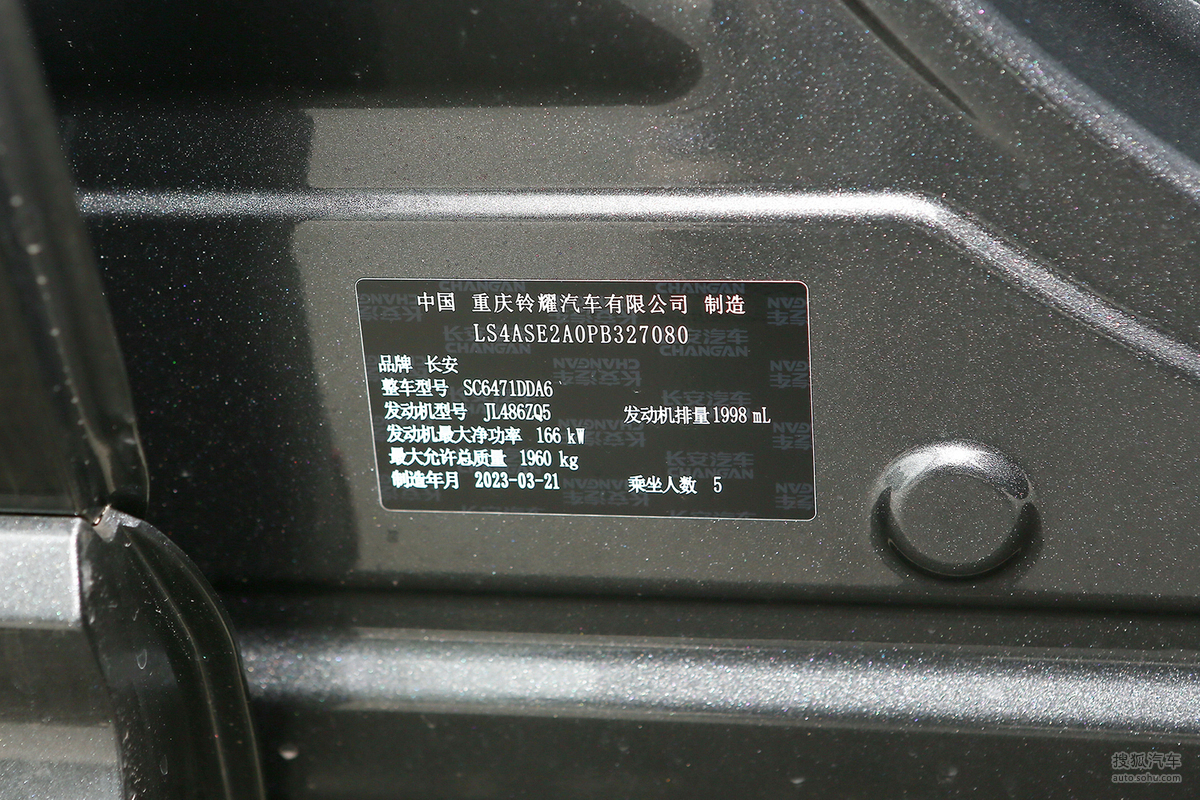 中国 重庆铃耀汽车有限公司 制造
LS4ASE2A0PB327080
品牌 长安
整车型号 SC6471DDA6
发动机型号 JL486ZQ5 发动机排量 1998 mL
发动机最大净功率 166 kW
最大允许总质量 1960 kg
制造年月 2023-03-21 乘坐人数 5
搜狐汽车
auto.sohu.com